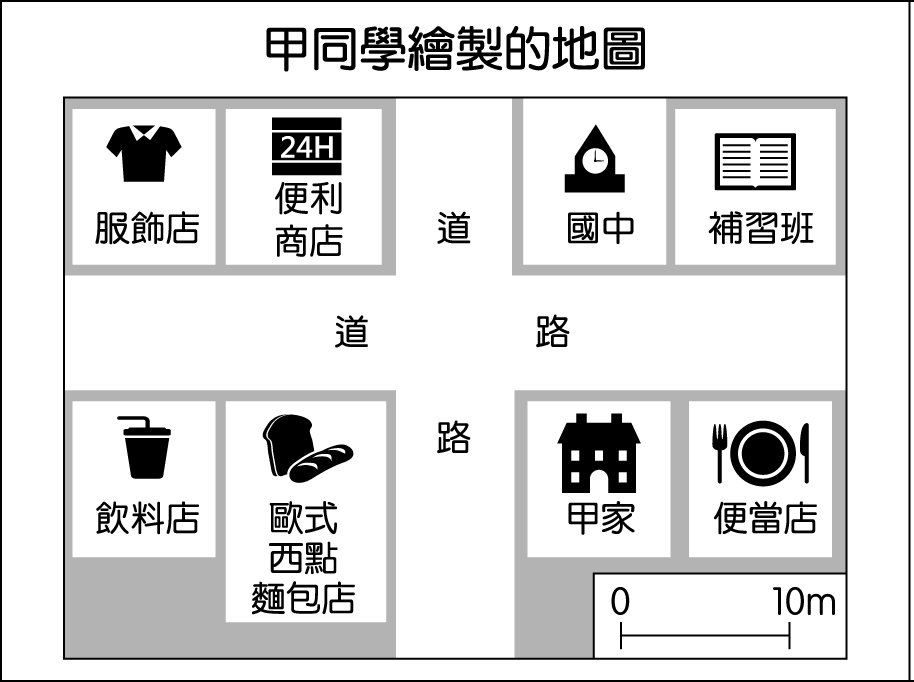 甲同學繪製的地圖
服飾店
24H
便利
商店
道
國中
補習班
道
路
飲料店
歐式
西點
麵包店
路
甲家
便當店
0
10m